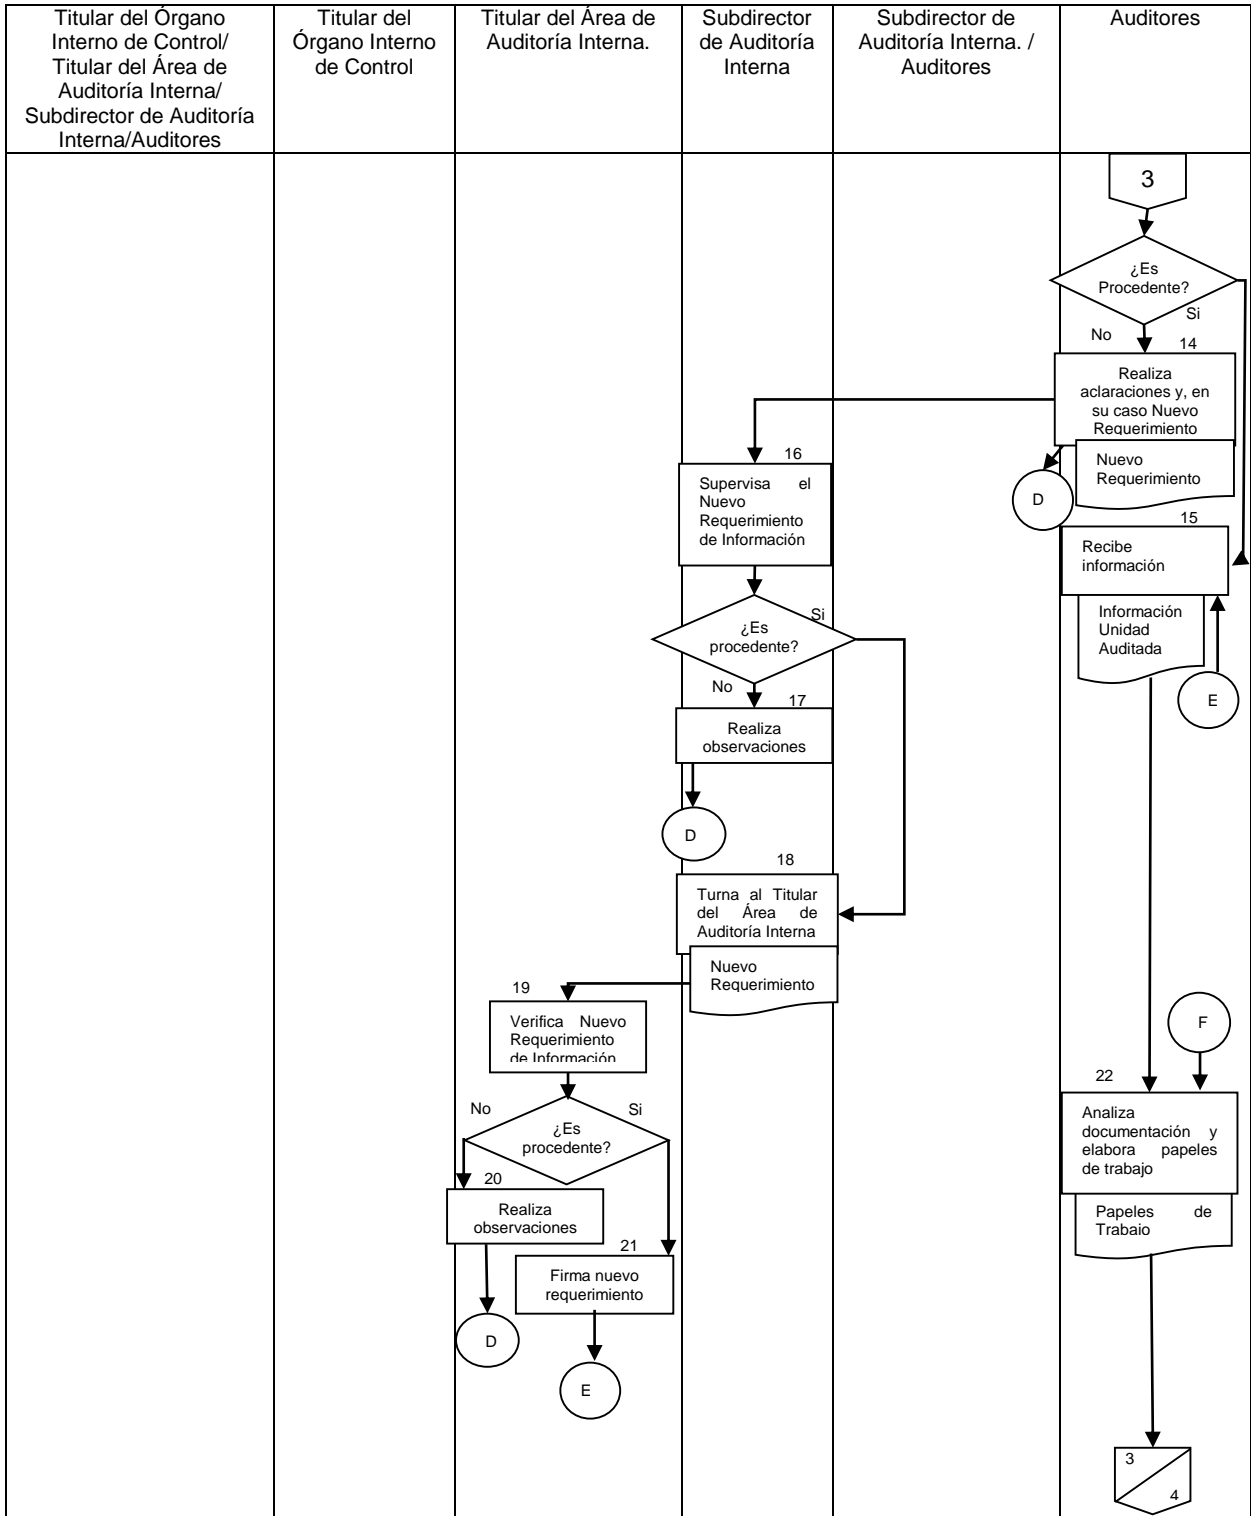 Titular del Órgano
Interno de Control/
Titular del Área de
Auditoría Interna/
Subdirector de Auditoría
Interna/Auditores
Titular del
Órgano Interno
de Control
Titular del Área de
Auditoría Interna.
Subdirector
de Auditoría
Interna
Subdirector de
Auditoría Interna. /
Auditores
Auditores
3
¿Es
Procedente?
Si
No
14
Realiza
aclaraciones y, en
su caso Nuevo
Requerimiento
Nuevo
Requerimiento
D
16
Supervisa el
Nuevo
Requerimiento
de Información
15
Recibe
información
Información
Unidad
Auditada
E
¿Es
procedente?
Si
No
17
Realiza
observaciones
D
18
Turna al Titular
del Área de
Auditoría Interna
Nuevo
Requerimiento
19
Verifica Nuevo
Requerimiento
de Información
F
22
Analiza
documentación y
elabora papeles
de trabajo
Papeles de
Trabajo
No
Si
¿Es
procedente?
20
Realiza
observaciones
21
Firma nuevo
requerimiento
D
E
3
4